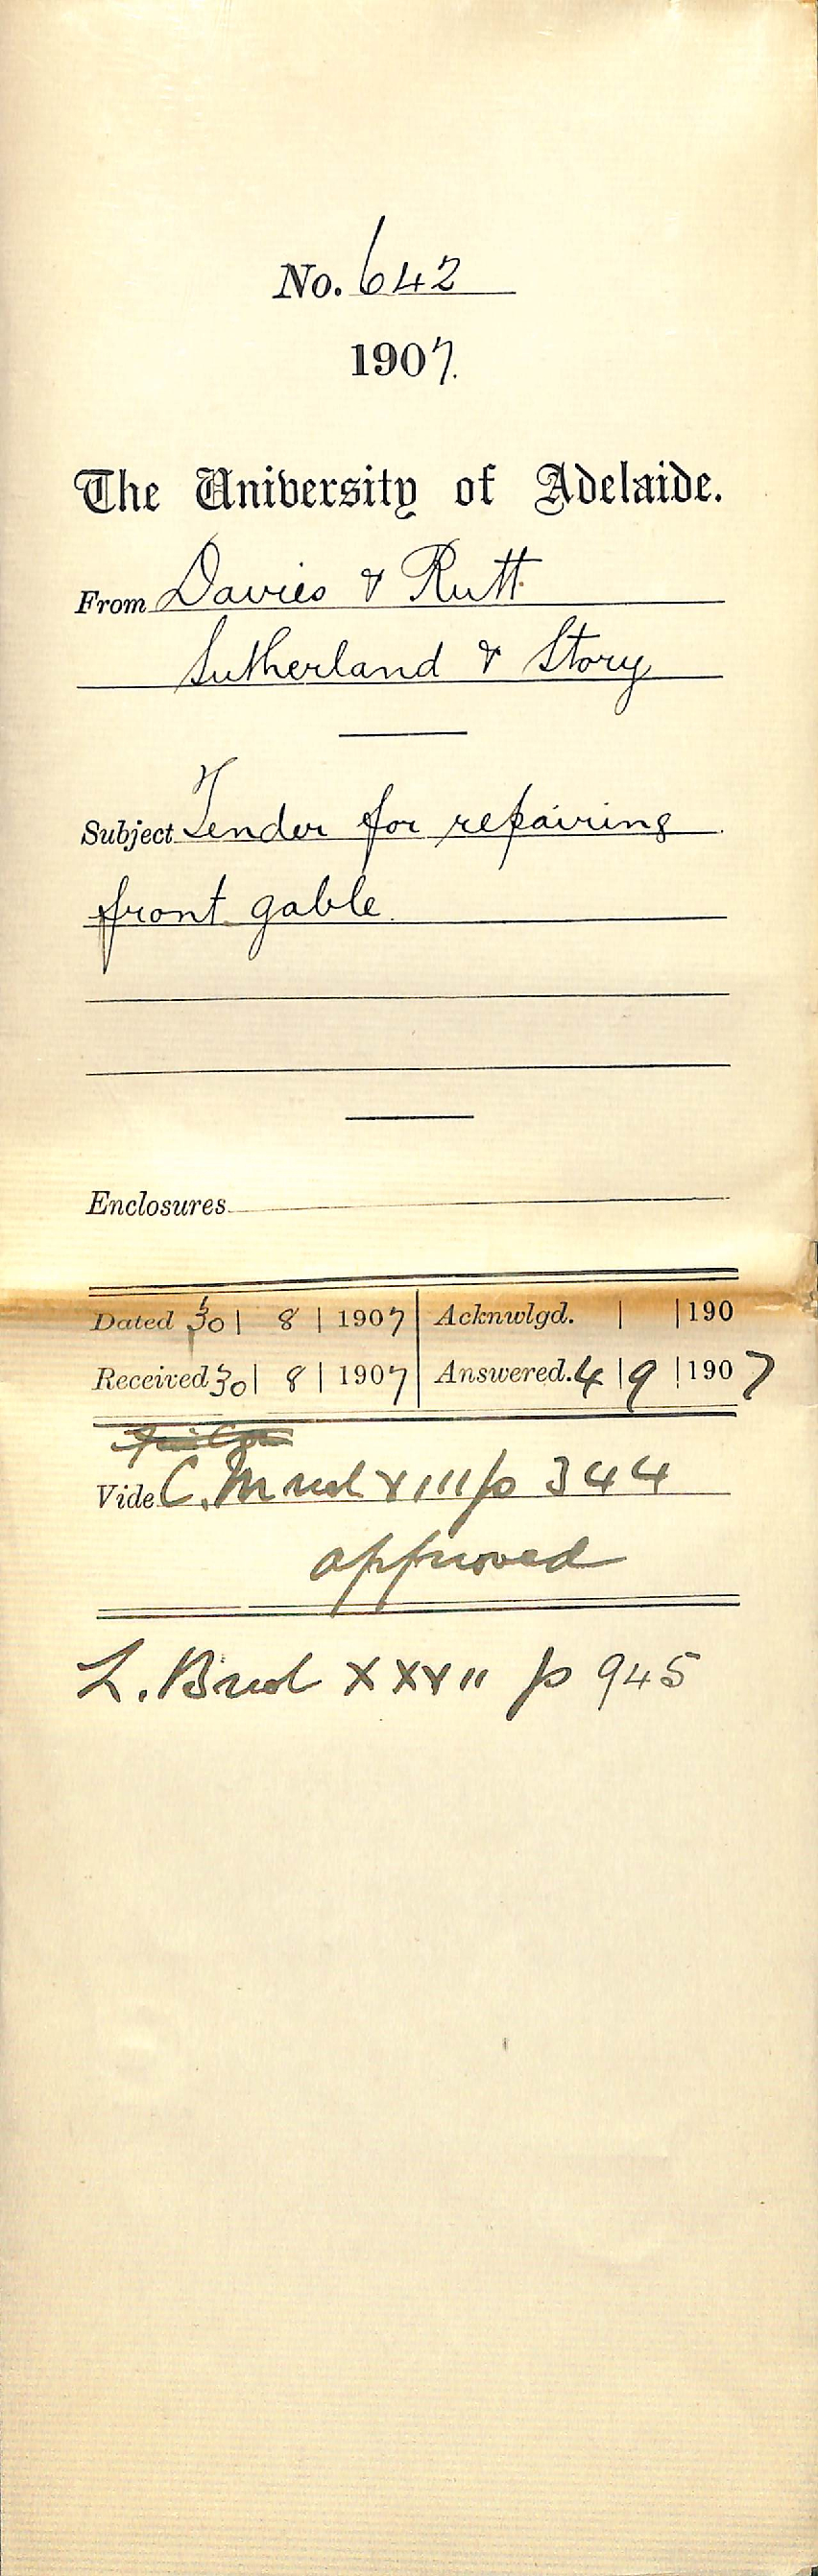 No. 642
1907.
The University of Adelaide.
From Davies & Rutt
Sutherland & Story
Subject Tender for repairing
front gable
Enclosures
Dated 30 | 8 | 1907 | Acknwlgd. | | 190
Received 30 | 8 | 1907 | Answered. 4 | 9 | 1907
Vide C. M vol XIII p 344
approved
L. B vol XXVII p 945